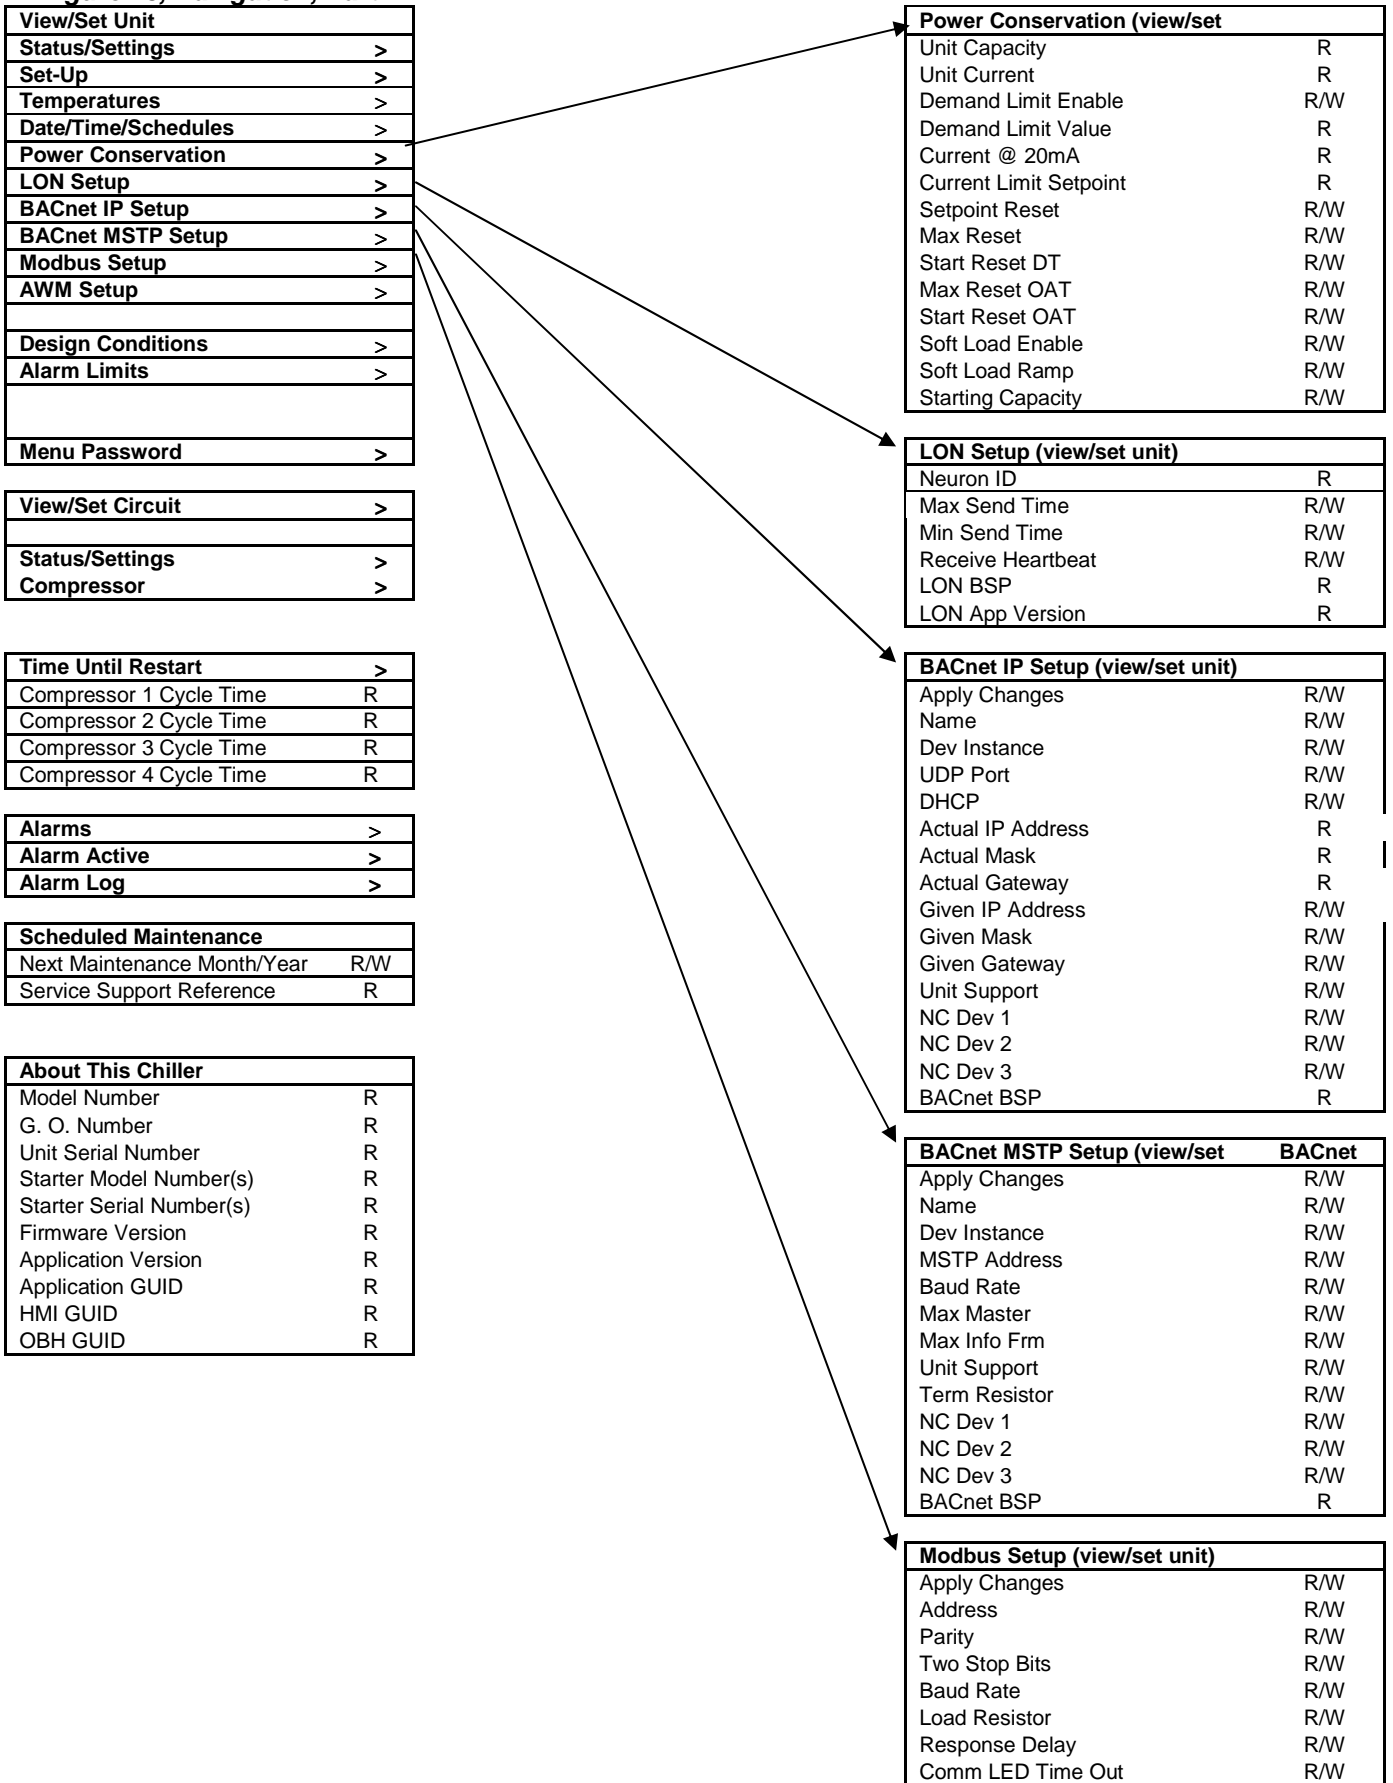 View/Set Unit
Status/Settings >
Set-Up >
Temperatures >
Date/Time/Schedules >
Power Conservation >
LON Setup >
BACnet IP Setup >
BACnet MSTP Setup >
Modbus Setup >
AWM Setup >
Design Conditions >
Alarm Limits >
Menu Password >
View/Set Circuit >
Status/Settings >
Compressor >
Time Until Restart >
Compressor 1 Cycle Time R
Compressor 2 Cycle Time R
Compressor 3 Cycle Time R
Compressor 4 Cycle Time R
Alarms >
Alarm Active >
Alarm Log >
Scheduled Maintenance
Next Maintenance Month/Year R/W
Service Support Reference R
About This Chiller
Model Number R
G. O. Number R
Unit Serial Number R
Starter Model Number(s) R
Starter Serial Number(s) R
Firmware Version R
Application Version R
Application GUID R
HMI GUID R
OBH GUID R
Power Conservation (view/set
Unit Capacity R
Unit Current R
Demand Limit Enable R/W
Demand Limit Value R
Current @ 20mA R
Current Limit Setpoint R
Setpoint Reset R/W
Max Reset R/W
Start Reset DT R/W
Max Reset OAT R/W
Start Reset OAT R/W
Soft Load Enable R/W
Soft Load Ramp R/W
Starting Capacity R/W
LON Setup (view/set unit)
Neuron ID R
Max Send Time R/W
Min Send Time R/W
Receive Heartbeat R/W
LON BSP R
LON App Version R
BACnet IP Setup (view/set unit)
Apply Changes R/W
Name R/W
Dev Instance R/W
UDP Port R/W
DHCP R/W
Actual IP Address R
Actual Mask R
Actual Gateway R
Given IP Address R/W
Given Mask R/W
Given Gateway R/W
Unit Support R/W
NC Dev 1 R/W
NC Dev 2 R/W
NC Dev 3 R/W
BACnet BSP R
BACnet MSTP Setup (view/set BACnet
Apply Changes R/W
Name R/W
Dev Instance R/W
MSTP Address R/W
Baud Rate R/W
Max Master R/W
Max Info Frm R/W
Unit Support R/W
Term Resistor R/W
NC Dev 1 R/W
NC Dev 2 R/W
NC Dev 3 R/W
BACnet BSP R
Modbus Setup (view/set unit)
Apply Changes R/W
Address R/W
Parity R/W
Two Stop Bits R/W
Baud Rate R/W
Load Resistor R/W
Response Delay R/W
Comm LED Time Out R/W